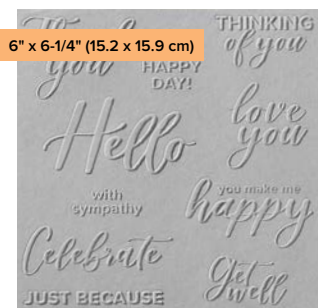 THINKING
of you
6" x 6-1/4" (15.2 x 15.9 cm)
you
HAPPY
DAY!
love
you
Hello
with
sympathy
you make me
happy
Celebrate
Get
well
JUST BECAUSE